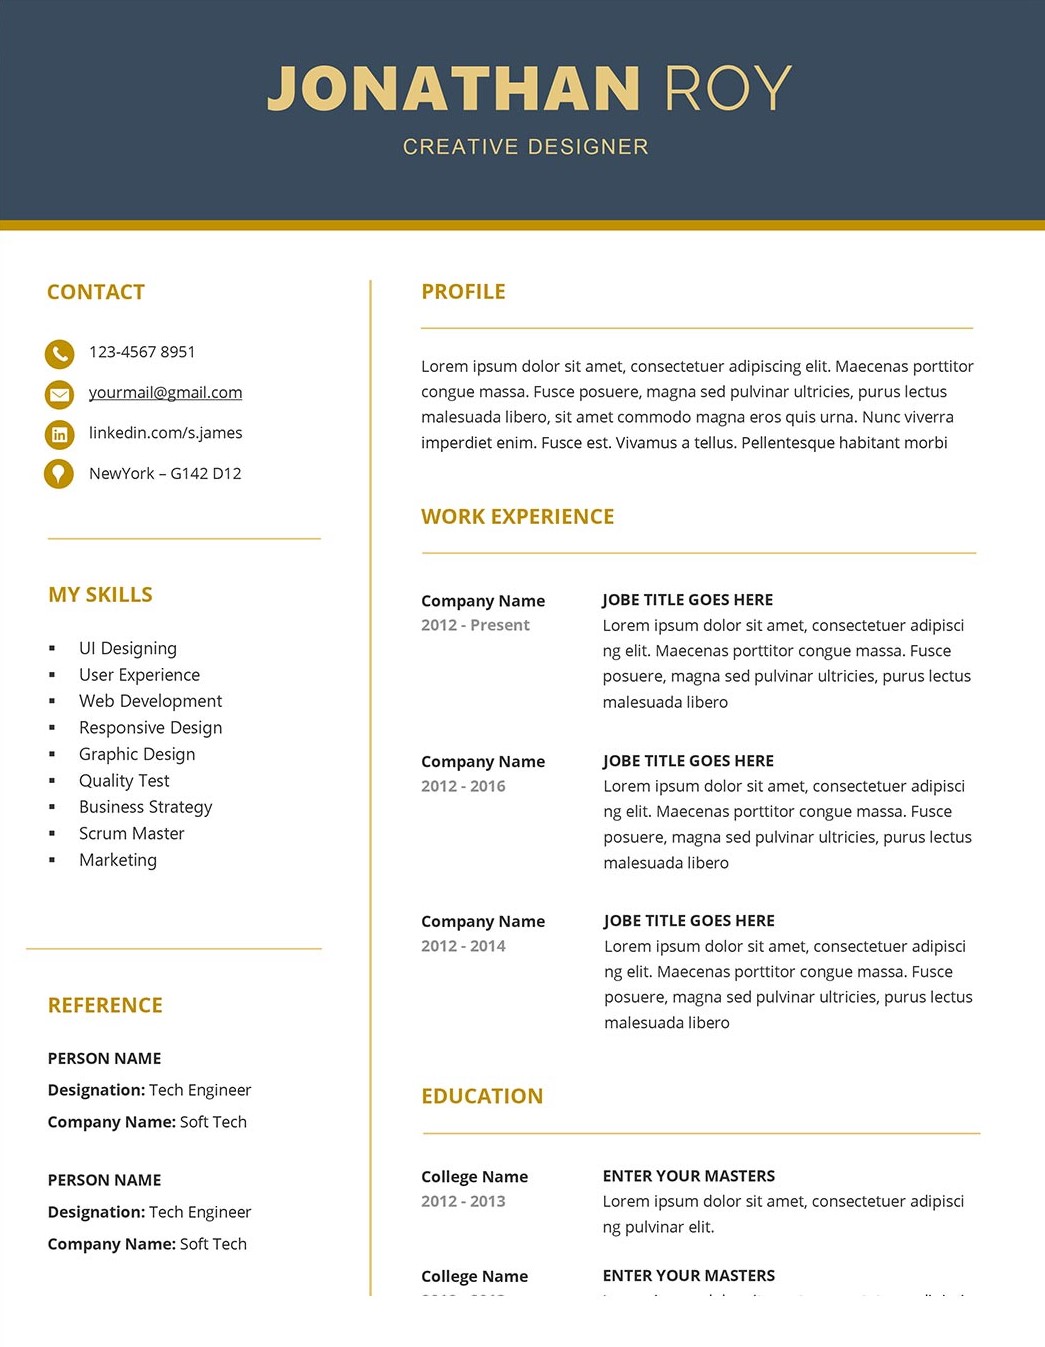 JONATHAN ROY
CREATIVE DESIGNER
CONTACT
123-4567 8951
yourmail@gmail.com
linkedin.com/s.james
NewYork – G142 D12
MY SKILLS
▪ UI Designing
▪ User Experience
▪ Web Development
▪ Responsive Design
▪ Graphic Design
▪ Quality Test
▪ Business Strategy
▪ Scrum Master
▪ Marketing
REFERENCE
PERSON NAME
Designation: Tech Engineer
Company Name: Soft Tech
PERSON NAME
Designation: Tech Engineer
Company Name: Soft Tech
PROFILE
Lorem ipsum dolor sit amet, consectetuer adipiscing elit. Maecenas porttitor
congue massa. Fusce posuere, magna sed pulvinar ultricies, purus lectus
malesuada libero, sit amet commodo magna eros quis urna. Nunc viverra
imperdiet enim. Fusce est. Vivamus a tellus. Pellentesque habitant morbi
WORK EXPERIENCE
Company Name
2012 - Present
JOBE TITLE GOES HERE
Lorem ipsum dolor sit amet, consectetuer adipisci
ng elit. Maecenas porttitor congue massa. Fusce
posuere, magna sed pulvinar ultricies, purus lectus
malesuada libero
Company Name
2012 - 2016
JOBE TITLE GOES HERE
Lorem ipsum dolor sit amet, consectetuer adipisci
ng elit. Maecenas porttitor congue massa. Fusce
posuere, magna sed pulvinar ultricies, purus lectus
malesuada libero
Company Name
2012 - 2014
JOBE TITLE GOES HERE
Lorem ipsum dolor sit amet, consectetuer adipisci
ng elit. Maecenas porttitor congue massa. Fusce
posuere, magna sed pulvinar ultricies, purus lectus
malesuada libero
EDUCATION
College Name
2012 - 2013
ENTER YOUR MASTERS
Lorem ipsum dolor sit amet, consectetuer adipisci
ng pulvinar elit.
College Name
ENTER YOUR MASTERS